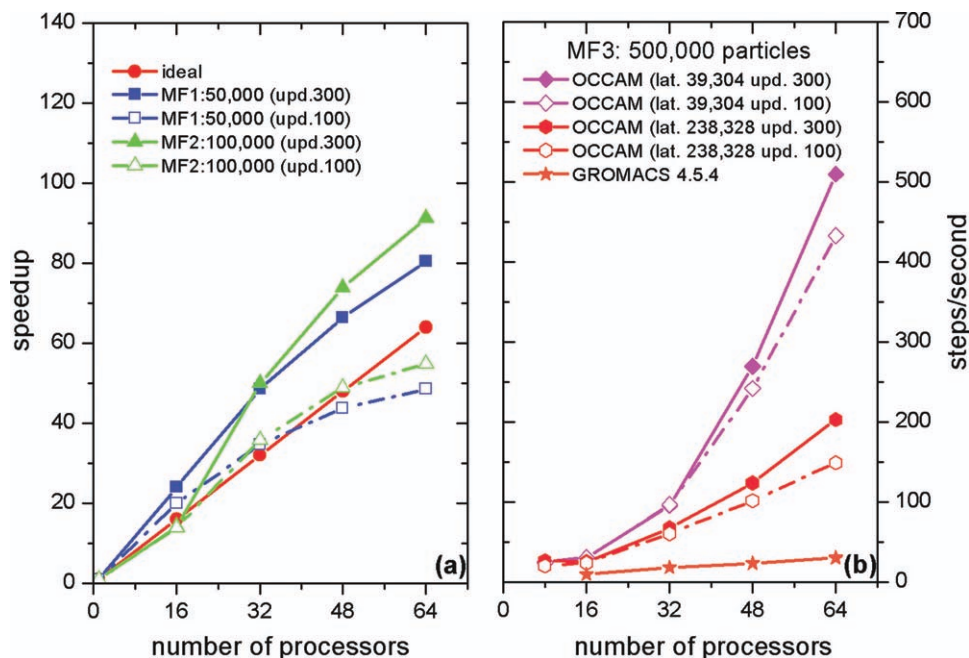 140
120
100
80
60
40
20
0
speedup
ideal
MF1:50,000 (upd.300)
MF1:50,000 (upd.100)
MF2:100,000 (upd.300)
MF2:100,000 (upd.100)
(a)
0 16 32 48 64
number of processors
MF3: 500,000 particles
OCCAM (lat. 39,304 upd. 300)
OCCAM (lat. 39,304 upd. 100)
OCCAM (lat. 238,328 upd. 300)
OCCAM (lat. 238,328 upd. 100)
GROMACS 4.5.4
(b)
0 16 32 48 64
number of processors
700
600
500
400
300
200
100
0
steps/second